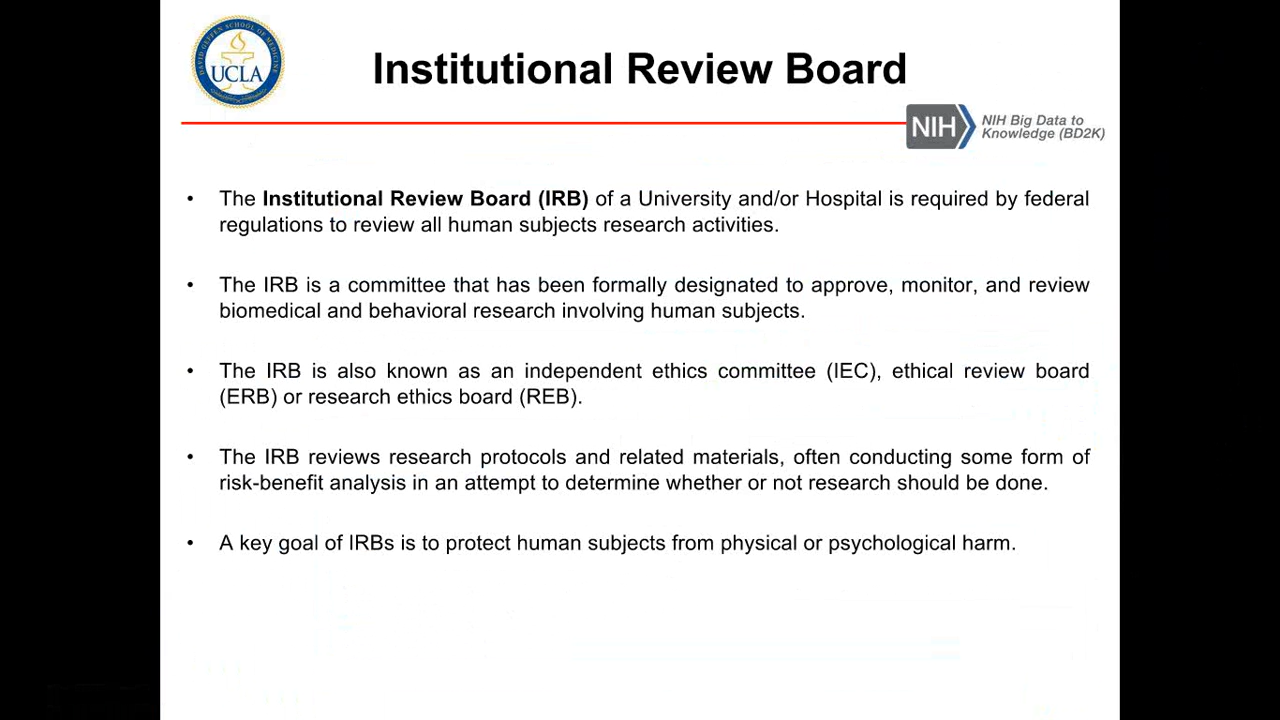 DAVID GEFFEN SCHOOL OF MEDICINE
UCLA
Institutional Review Board
NIH
NIH Big Data to
Knowledge (BD2K)
• The Institutional Review Board (IRB) of a University and/or Hospital is required by federal
regulations to review all human subjects research activities.
• The IRB is a committee that has been formally designated to approve, monitor, and review
biomedical and behavioral research involving human subjects.
• The IRB is also known as an independent ethics committee (IEC), ethical review board
(ERB) or research ethics board (REB).
• The IRB reviews research protocols and related materials, often conducting some form of
risk-benefit analysis in an attempt to determine whether or not research should be done.
• A key goal of IRBs is to protect human subjects from physical or psychological harm.